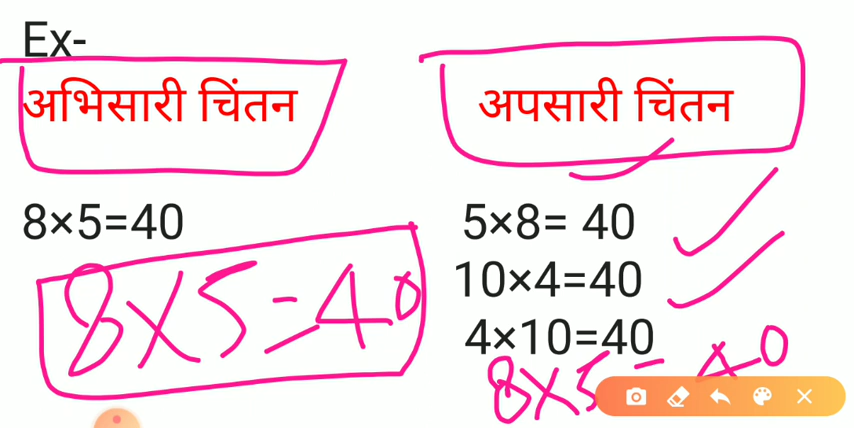 Ex-
अभिसारी चिंतन
अपसारी चिंतन
8×5=40
8×5=40
5×8= 40
10×4=40
4×10=40
8×5= 40